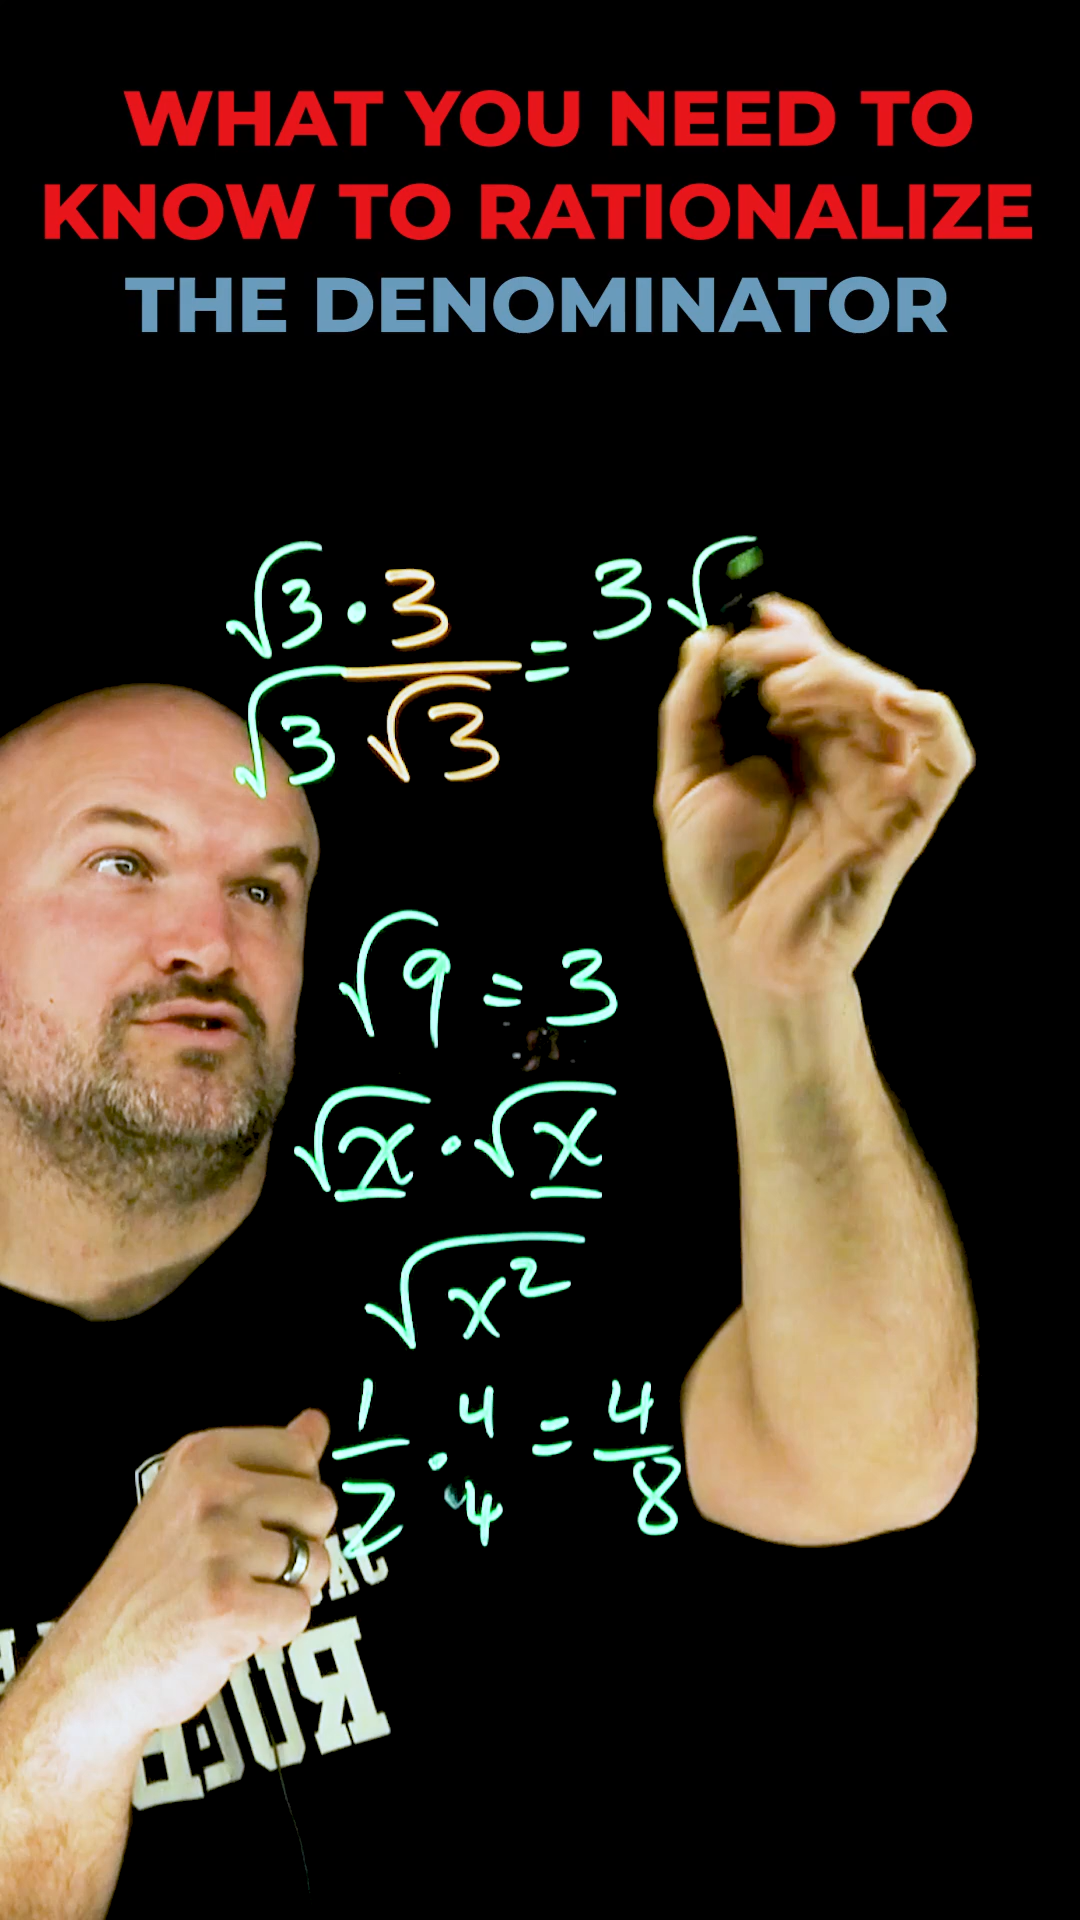 WHAT YOU NEED TO
KNOW TO RATIONALIZE
THE DENOMINATOR
√3 · 3 / √3 √3 = 3√
√9 = 3
√x · √x
√x²
1/2 · 4/4 = 4/8